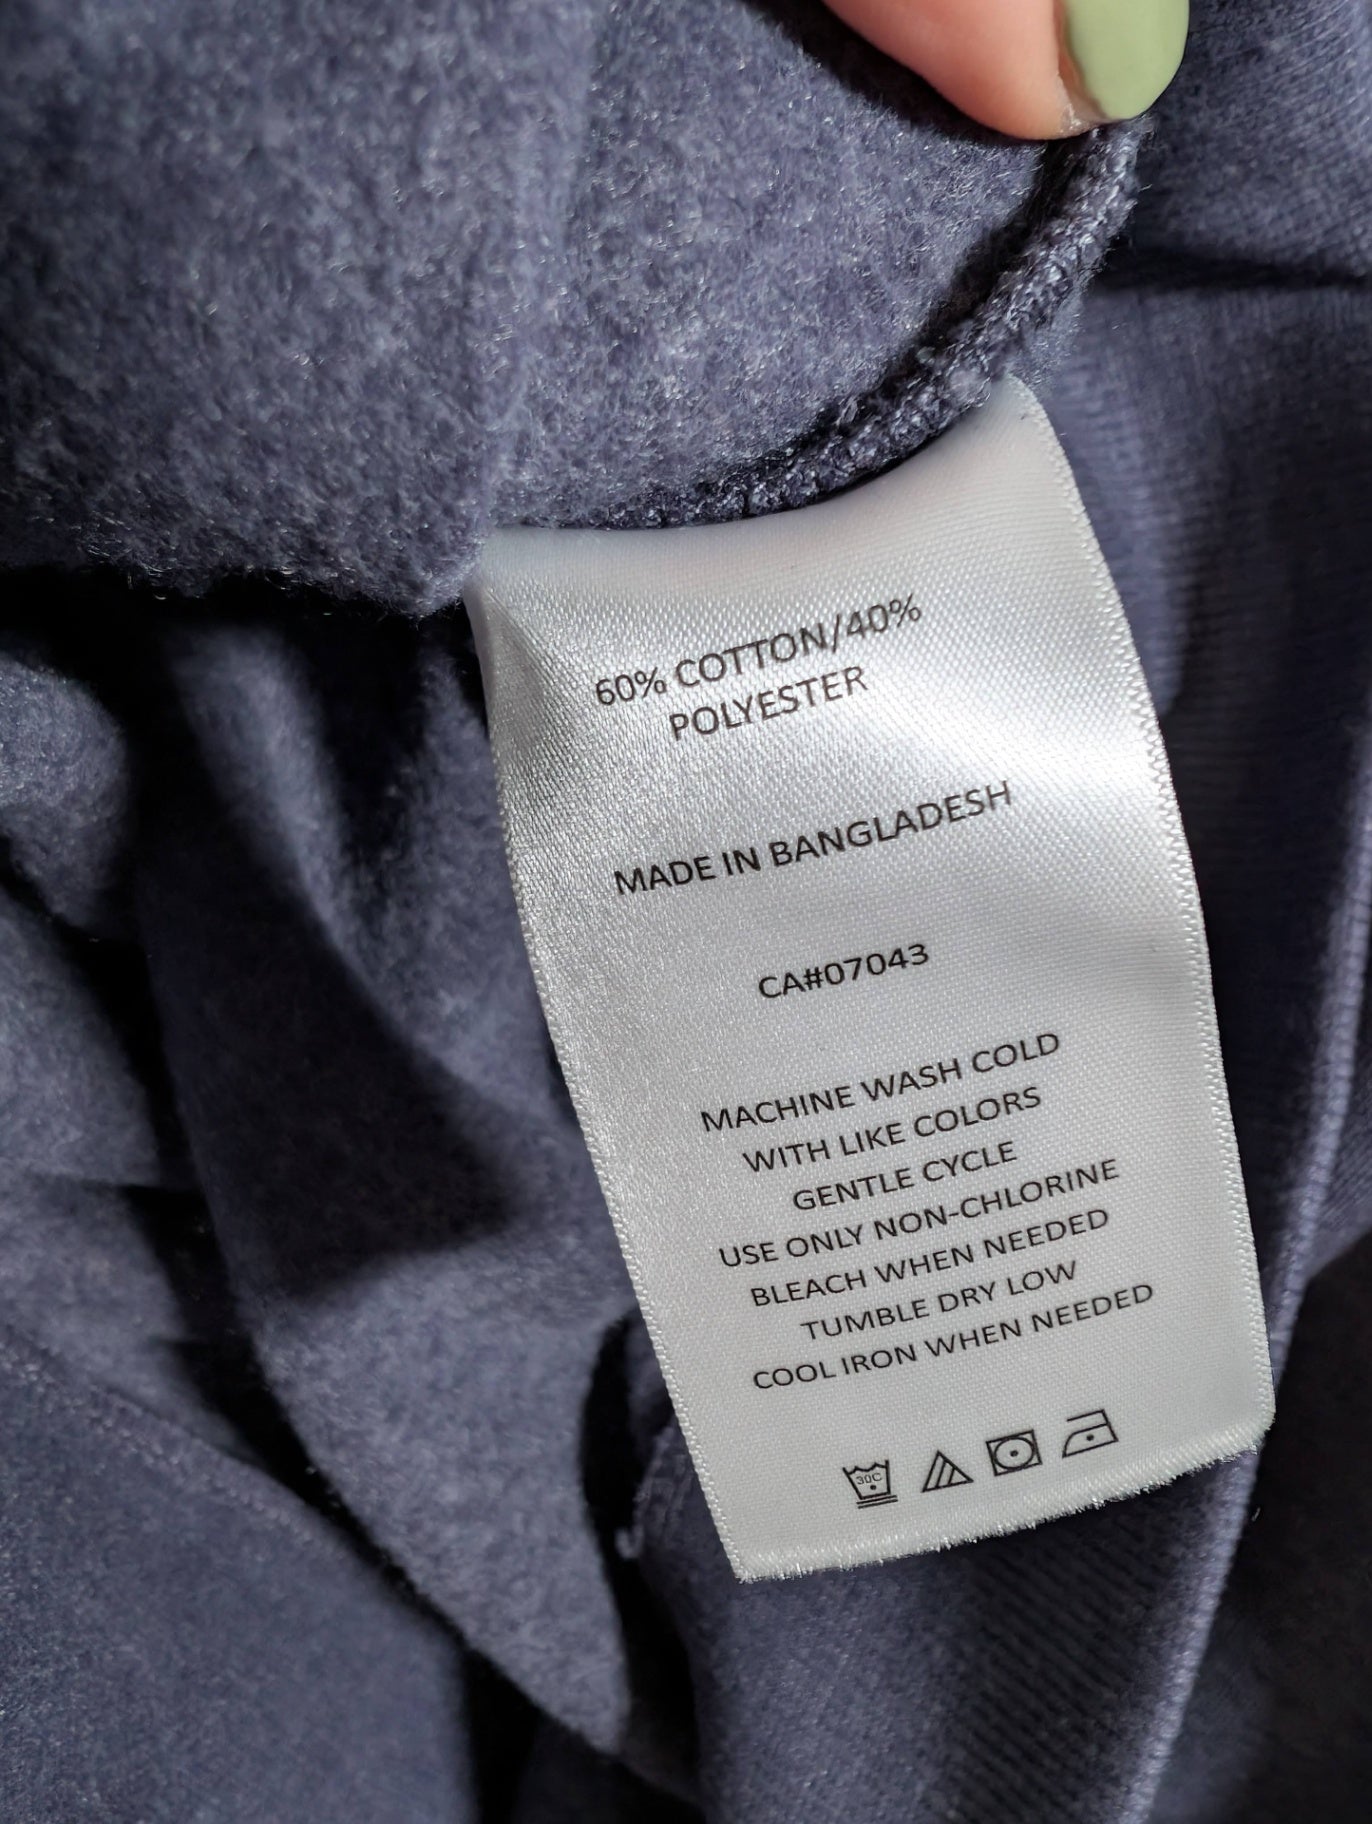 60% COTTON/40%
POLYESTER
MADE IN BANGLADESH
CA#07043
MACHINE WASH COLD
WITH LIKE COLORS
GENTLE CYCLE
USE ONLY NON-CHLORINE
BLEACH WHEN NEEDED
TUMBLE DRY LOW
COOL IRON WHEN NEEDED
30C